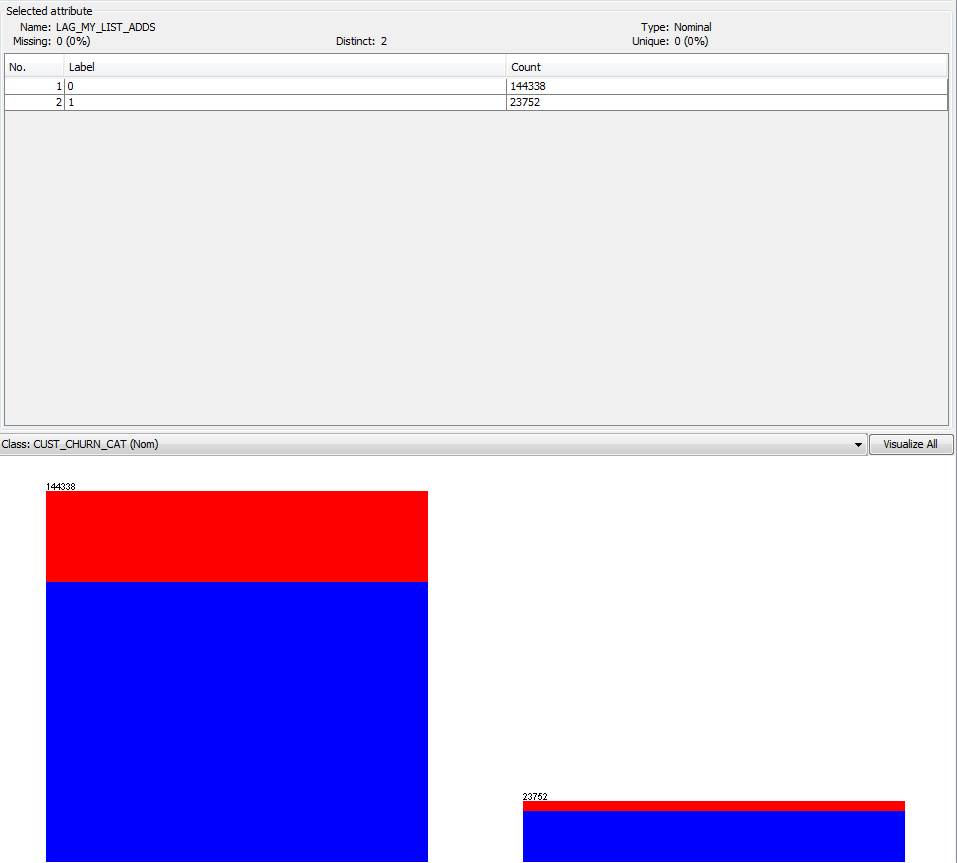 Selected attribute
Name: LAG_MY_LIST_ADDS Type: Nominal
Missing: 0 (0%) Distinct: 2 Unique: 0 (0%)
No. Label Count
1 0 144338
2 1 23752
Class: CUST_CHURN_CAT (Nom) Visualize All
144338
23752